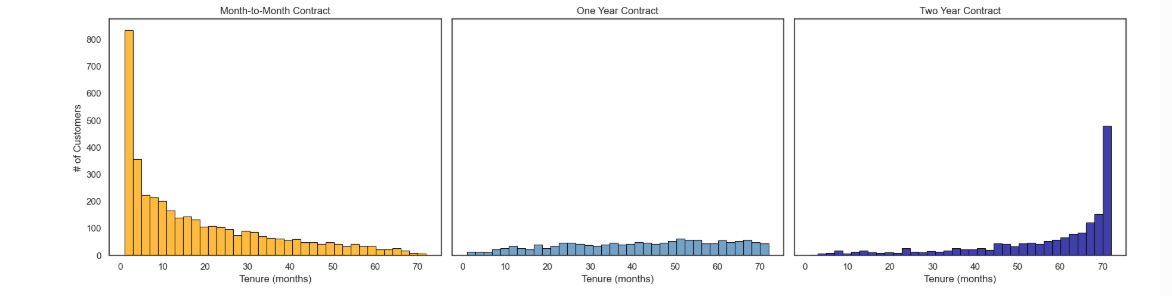 Month-to-Month Contract
One Year Contract
Two Year Contract
# of Customers
800
700
600
500
400
300
200
100
0
0 10 20 30 40 50 60 70
0 10 20 30 40 50 60 70
0 10 20 30 40 50 60 70
Tenure (months)
Tenure (months)
Tenure (months)